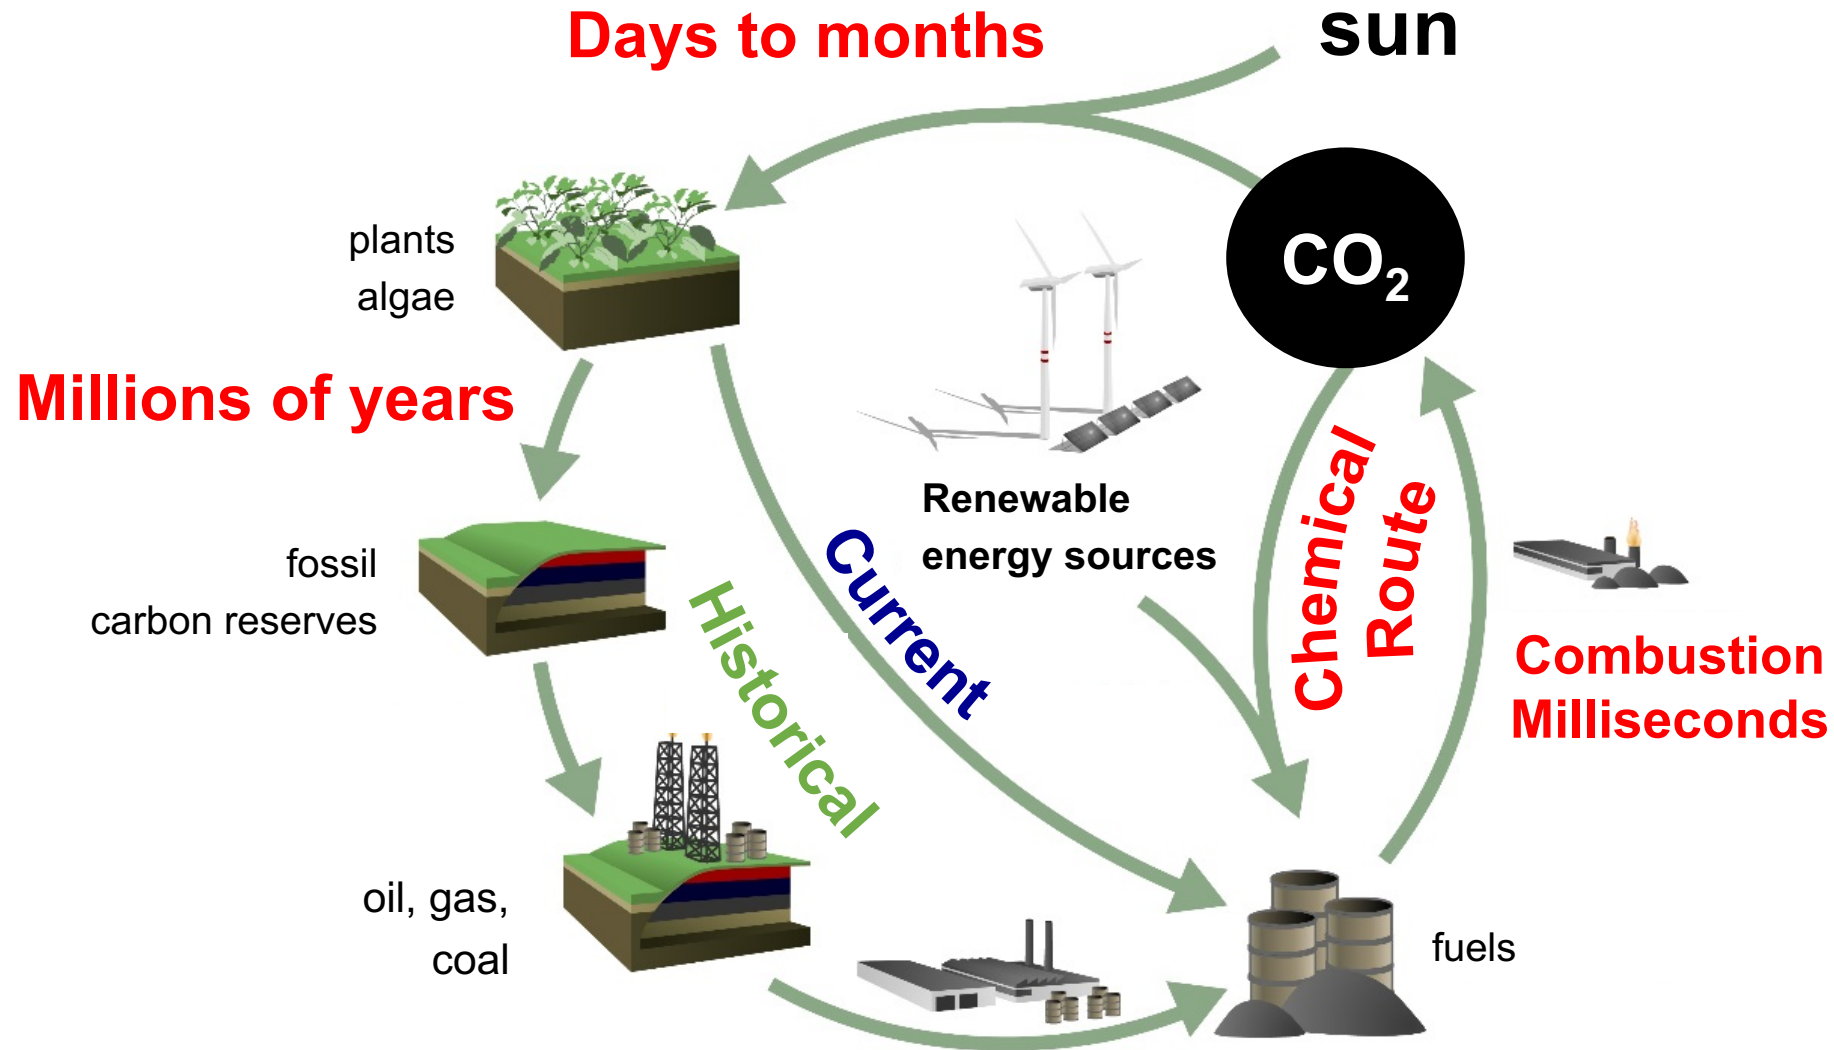 Days to months
sun
CO₂
plants
algae
Millions of years
Renewable
energy sources
Chemical
Route
Current
Historical
fossil
carbon reserves
Combustion
Milliseconds
oil, gas,
coal
fuels